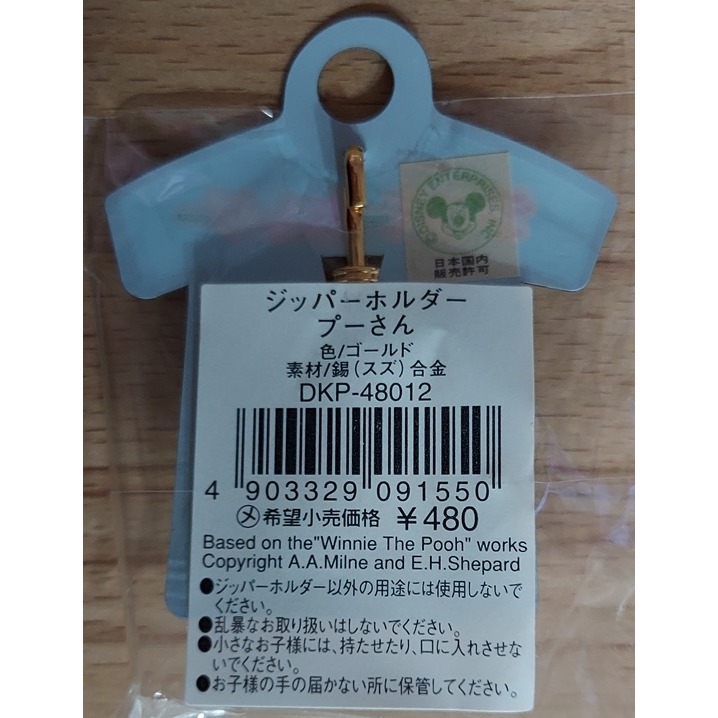 ©DISNEY ENTERPRISES, INC.
日本国内
販売許可
ジッパーホルダー
プーさん
色/ゴールド
素材/錫(スズ)合金
DKP-48012
4 903329 091550
㋱希望小売価格 ￥480
Based on the"Winnie The Pooh" works
Copyright A.A.Milne and E.H.Shepard
●ジッパーホルダー以外の用途には使用しないで
ください。
●乱暴なお取り扱いはしないでください。
●小さなお子様には、持たせたり、口に入れさせな
いでください。
●お子様の手の届かない所に保管してください。